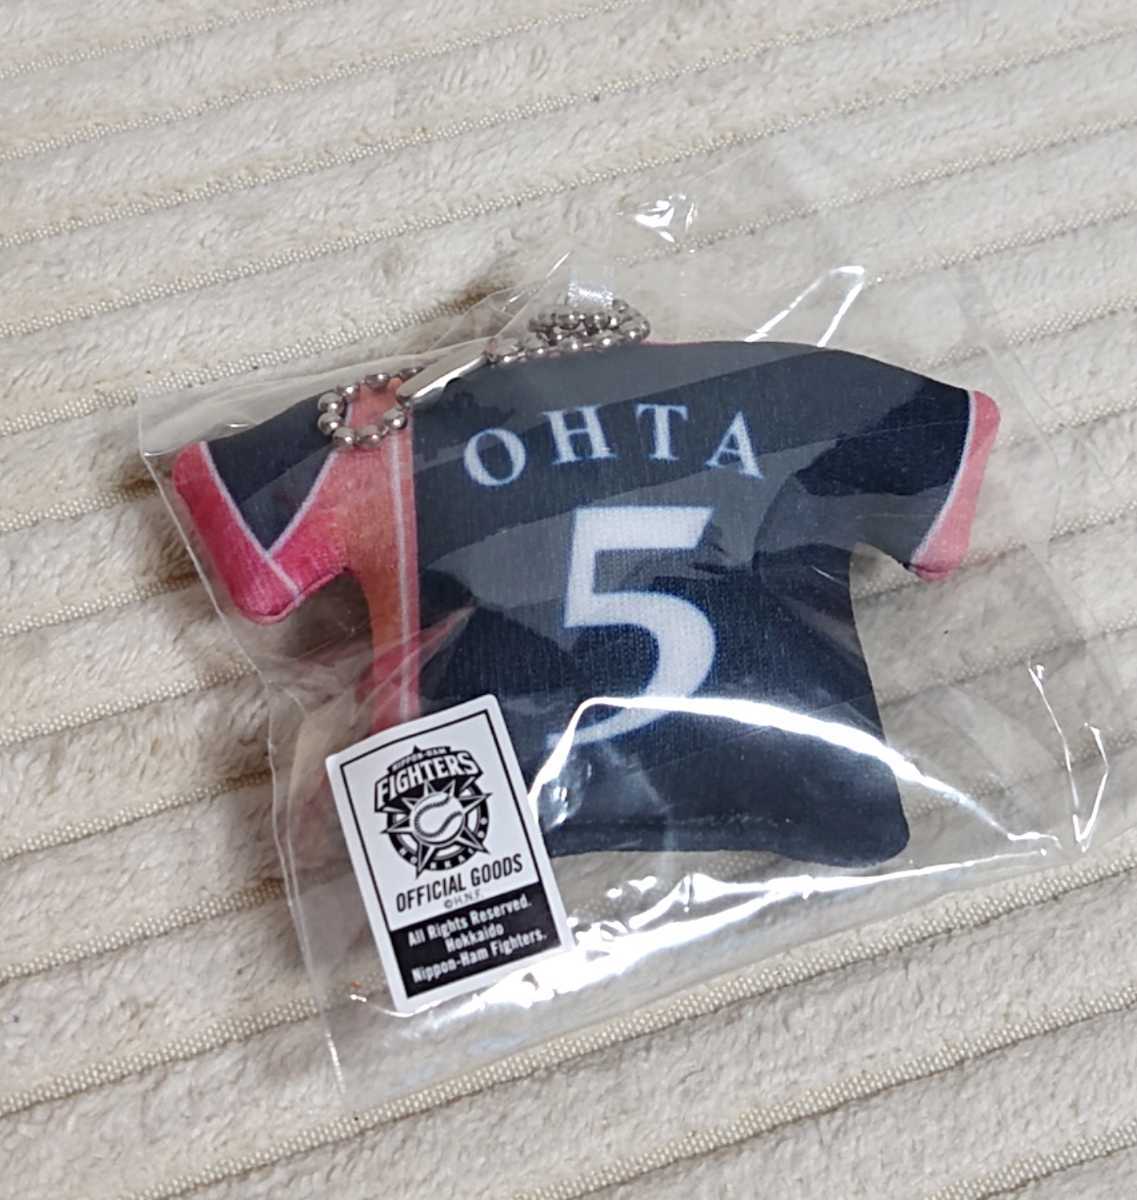 OHTA
5
NIPPON-HAM
FIGHTERS
OFFICIAL GOODS
©H.N.F.
All Rights Reserved.
Hokkaido
Nippon-Ham Fighters.